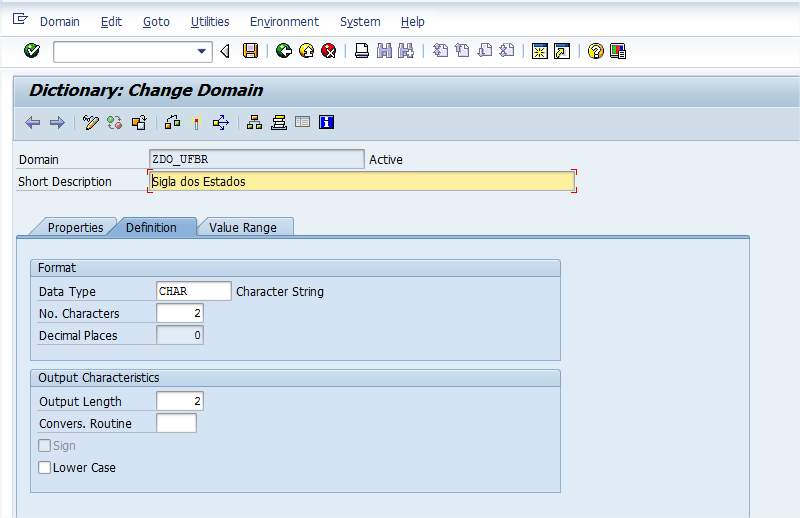 Domain Edit Goto Utilities Environment System Help
Dictionary: Change Domain
Domain ZDO_UFBR Active
Short Description Sigla dos Estados
Properties Definition Value Range
Format
Data Type CHAR Character String
No. Characters 2
Decimal Places 0
Output Characteristics
Output Length 2
Convers. Routine
Sign
Lower Case